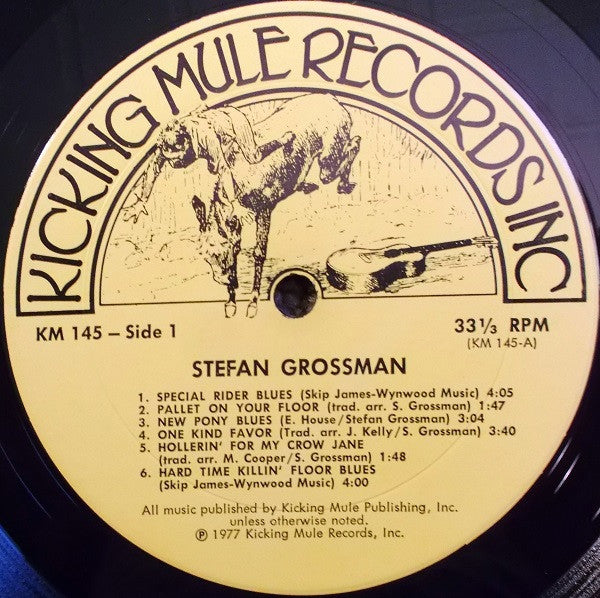 KICKING MULE RECORDS INC
KM 145 – Side 1
33 1/3 RPM
(KM 145-A)
STEFAN GROSSMAN
1. SPECIAL RIDER BLUES (Skip James-Wynwood Music) 4:05
2. PALLET ON YOUR FLOOR (trad. arr. S. Grossman) 1:47
3. NEW PONY BLUES (E. House/Stefan Grossman) 3:04
4. ONE KIND FAVOR (Trad. arr. J. Kelly/S. Grossman) 3:40
5. HOLLERIN' FOR MY CROW JANE
(trad. arr. M. Cooper/S. Grossman) 1:48
6. HARD TIME KILLIN' FLOOR BLUES
(Skip James-Wynwood Music) 4:00
All music published by Kicking Mule Publishing, Inc.
unless otherwise noted.
℗ 1977 Kicking Mule Records, Inc.